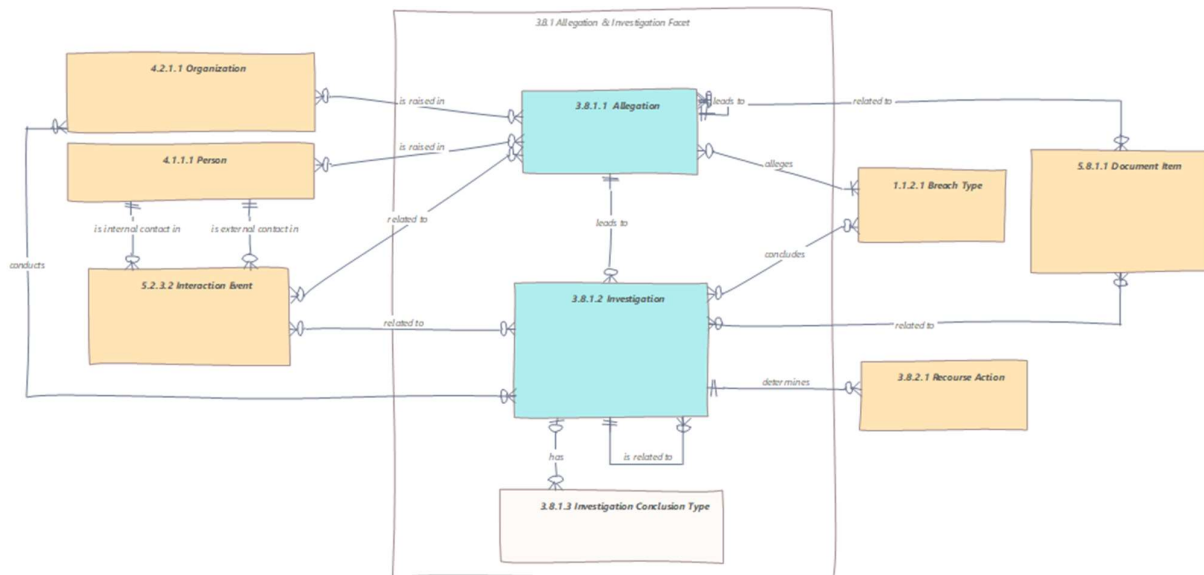 3.8.1 Allegation & Investigation Facet
4.2.1.1 Organization
is raised in
3.8.1.1 Allegation
leads to
related to
4.1.1.1 Person
is raised in
alleges
5.8.1.1 Document Item
1.1.2.1 Breach Type
is internal contact in
is external contact in
related to
leads to
conducts
concludes
5.2.3.2 Interaction Event
3.8.1.2 Investigation
related to
related to
3.8.2.1 Recourse Action
determines
has
is related to
3.8.1.3 Investigation Conclusion Type